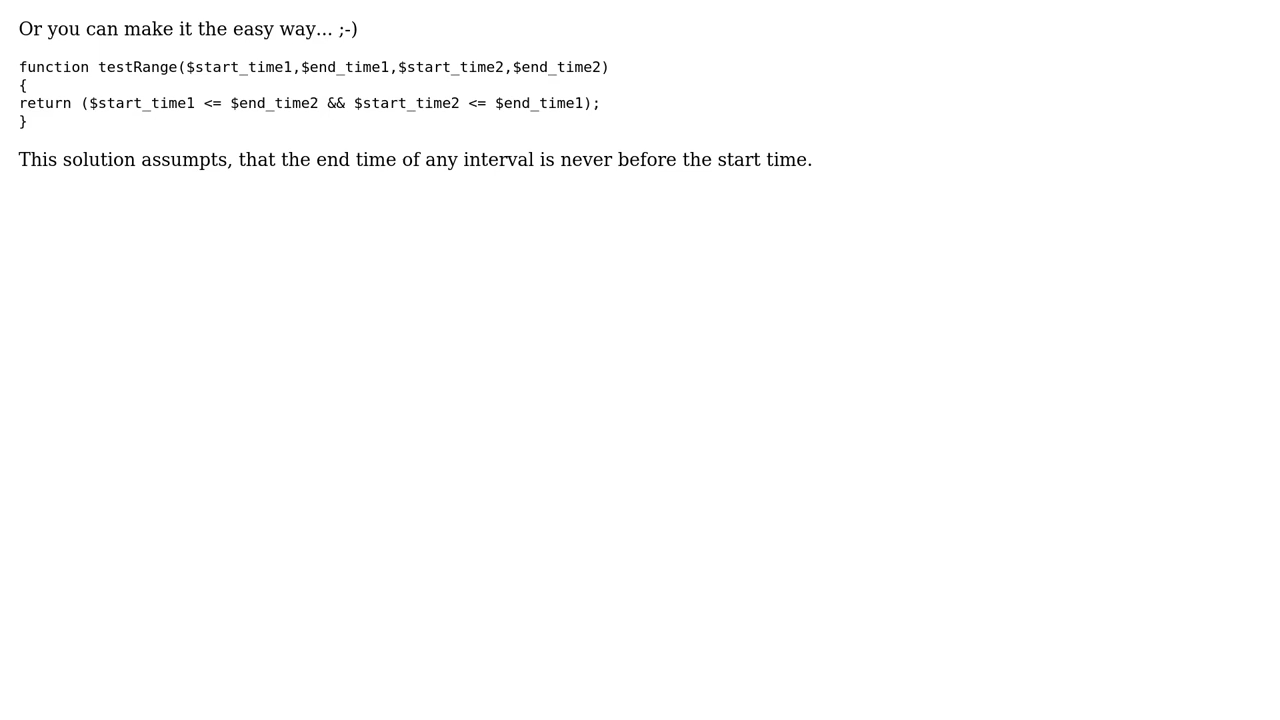 Or you can make it the easy way... ;-)
function testRange($start_time1,$end_time1,$start_time2,$end_time2)
{
return ($start_time1 <= $end_time2 && $start_time2 <= $end_time1);
}
This solution assumpts, that the end time of any interval is never before the start time.